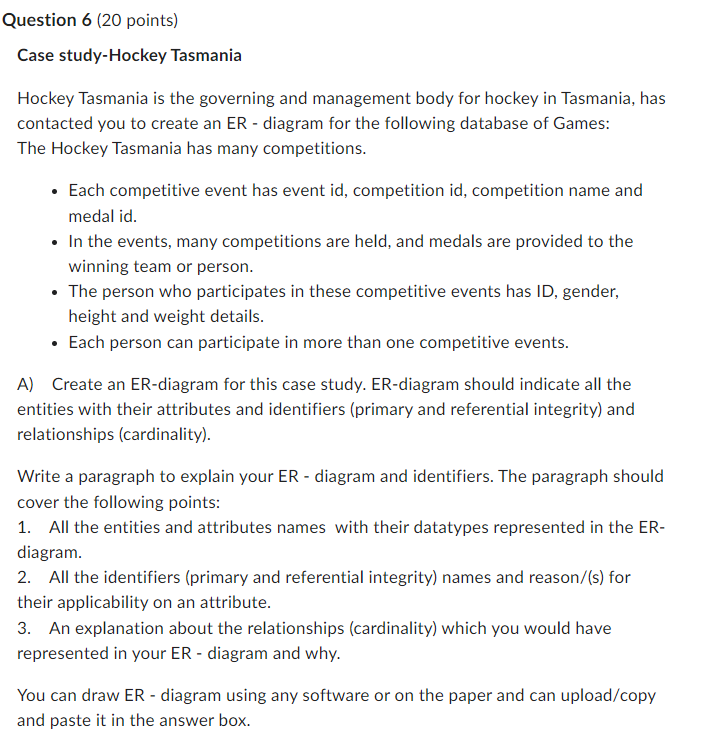 Question 6 (20 points)
Case study-Hockey Tasmania
Hockey Tasmania is the governing and management body for hockey in Tasmania, has
contacted you to create an ER - diagram for the following database of Games:
The Hockey Tasmania has many competitions.
• Each competitive event has event id, competition id, competition name and
medal id.
• In the events, many competitions are held, and medals are provided to the
winning team or person.
• The person who participates in these competitive events has ID, gender,
height and weight details.
• Each person can participate in more than one competitive events.
A) Create an ER-diagram for this case study. ER-diagram should indicate all the
entities with their attributes and identifiers (primary and referential integrity) and
relationships (cardinality).
Write a paragraph to explain your ER - diagram and identifiers. The paragraph should
cover the following points:
1. All the entities and attributes names with their datatypes represented in the ER-
diagram.
2. All the identifiers (primary and referential integrity) names and reason/(s) for
their applicability on an attribute.
3. An explanation about the relationships (cardinality) which you would have
represented in your ER - diagram and why.
You can draw ER - diagram using any software or on the paper and can upload/copy
and paste it in the answer box.